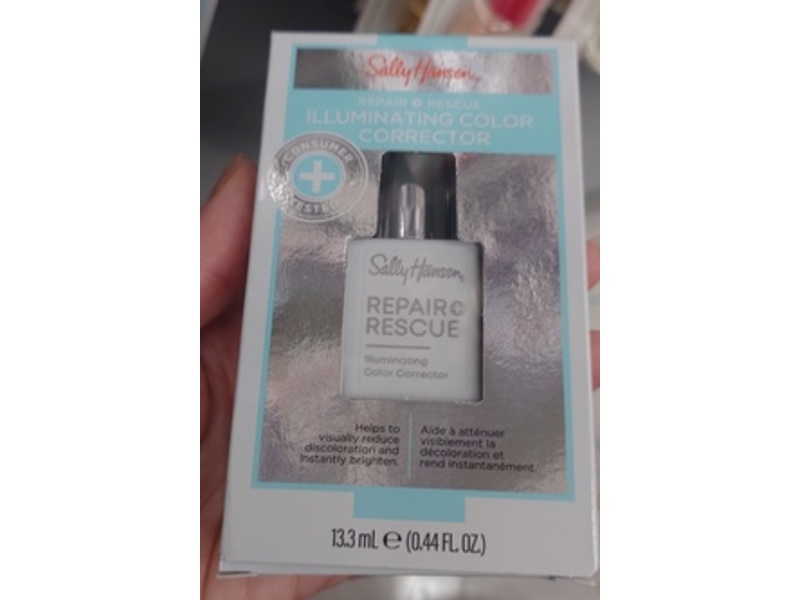 Sally Hansen®
REPAIR + RESCUE
ILLUMINATING COLOR
CORRECTOR
CONSUMER
TESTED
Sally Hansen®
REPAIR+
RESCUE
Illuminating
Color Corrector
Helps to
visually reduce
discoloration and
instantly brighten.
Aide à atténuer
visiblement la
décoloration et
rend instantanément.
13.3 mL ℮ (0.44 FL. OZ.)